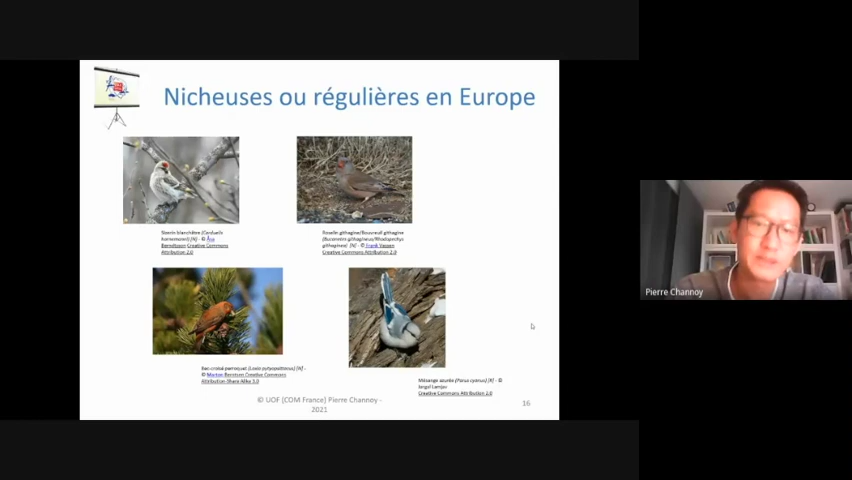 Nicheuses ou régulières en Europe
Sizerin blanchâtre (Carduelis
hornemanni) [N] - © Åsa
Berndtsson Creative Commons
Attribution 2.0
Roselin githagine/Bouvreuil githagine
(Bucanetes githagineus/Rhodopechys
githaginea) [N] - © Frank Vassen
Creative Commons Attribution 2.0
Bec-croisé perroquet (Loxia pytyopsittacus) [N] -
© Morten Bentzon Creative Commons
Attribution-Share Alike 3.0
Mésange azurée (Parus cyanus) [R] - ©
Sergii Lantjov
Creative Commons Attribution 2.0
© UOF (COM France) Pierre Channoy -
2021
16
Pierre Channoy